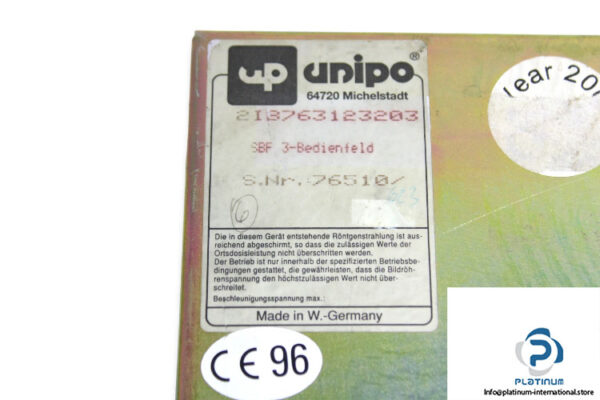 up unipo®
64720 Michelstadt
2I3763123203
SBF 3-Bedienfeld
S.Nr. 76510/
6
Die in diesem Gerät entstehende Röntgenstrahlung ist aus-
reichend abgeschirmt, so dass die zulässigen Werte der
Ortsdosisleistung nicht überschritten werden.
Der Betrieb ist nur innerhalb der spezifizierten Betriebsbe-
dingungen gestattet, die gewährleisten, dass die Bildröh-
renspannung den höchstzulässigen Wert nicht über-
schreitet.
Beschleunigungsspannung max.:
Made in W.-Germany
CE 96
PLATINUM
Info@platinum-international.store